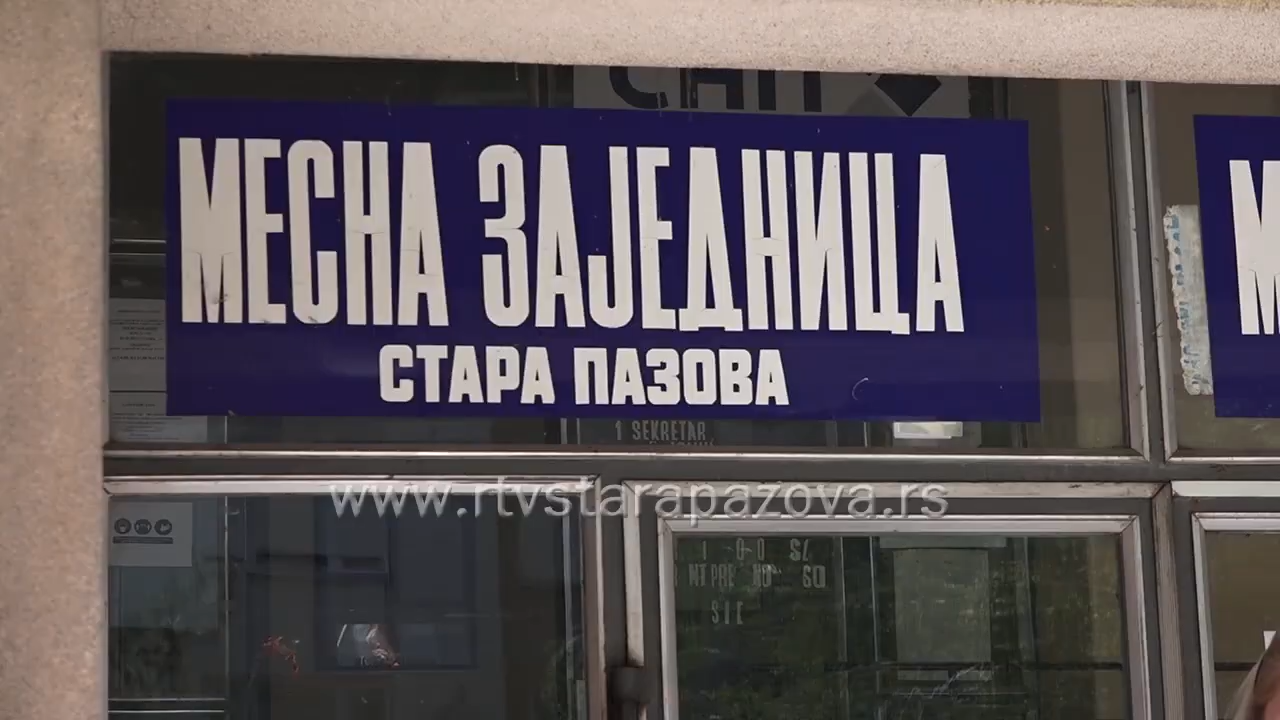 МЕСНА ЗАЈЕДНИЦА
СТАРА ПАЗОВА
1 SEKRETAR
www.rtvstarapazova.rs